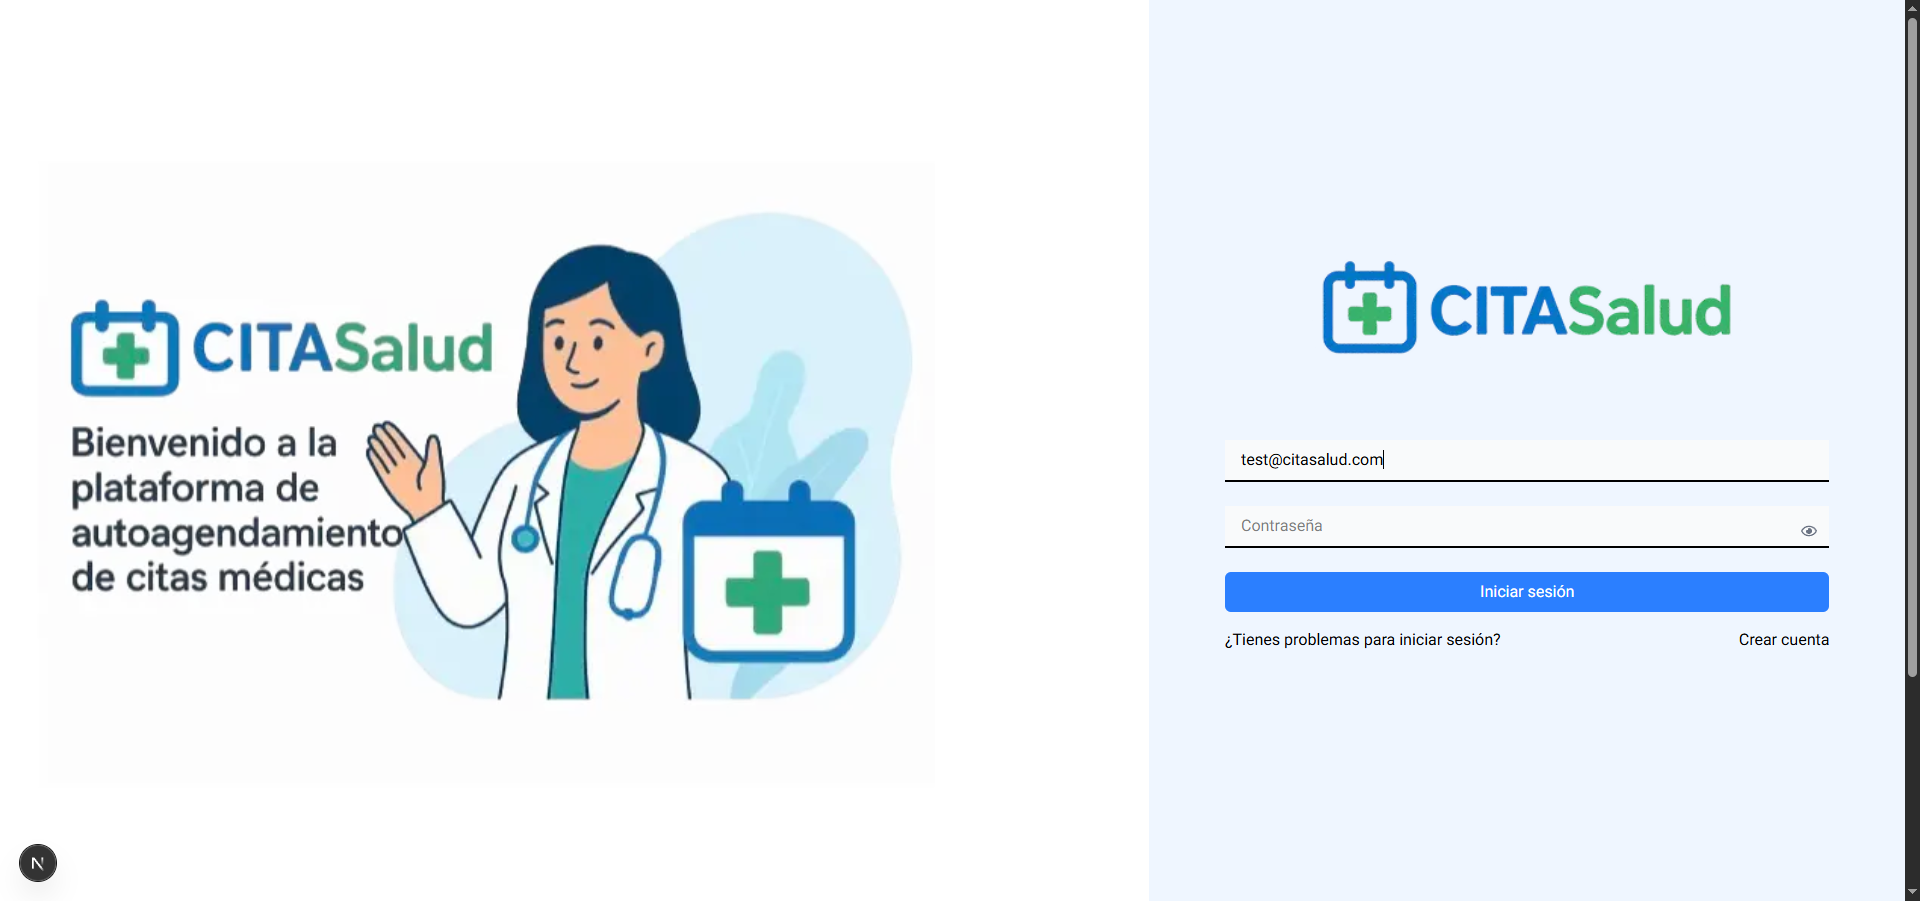 CITASalud
Bienvenido a la
plataforma de
autoagendamiento
de citas médicas
N
CITASalud
test@citasalud.com
Contraseña
Iniciar sesión
¿Tienes problemas para iniciar sesión?
Crear cuenta